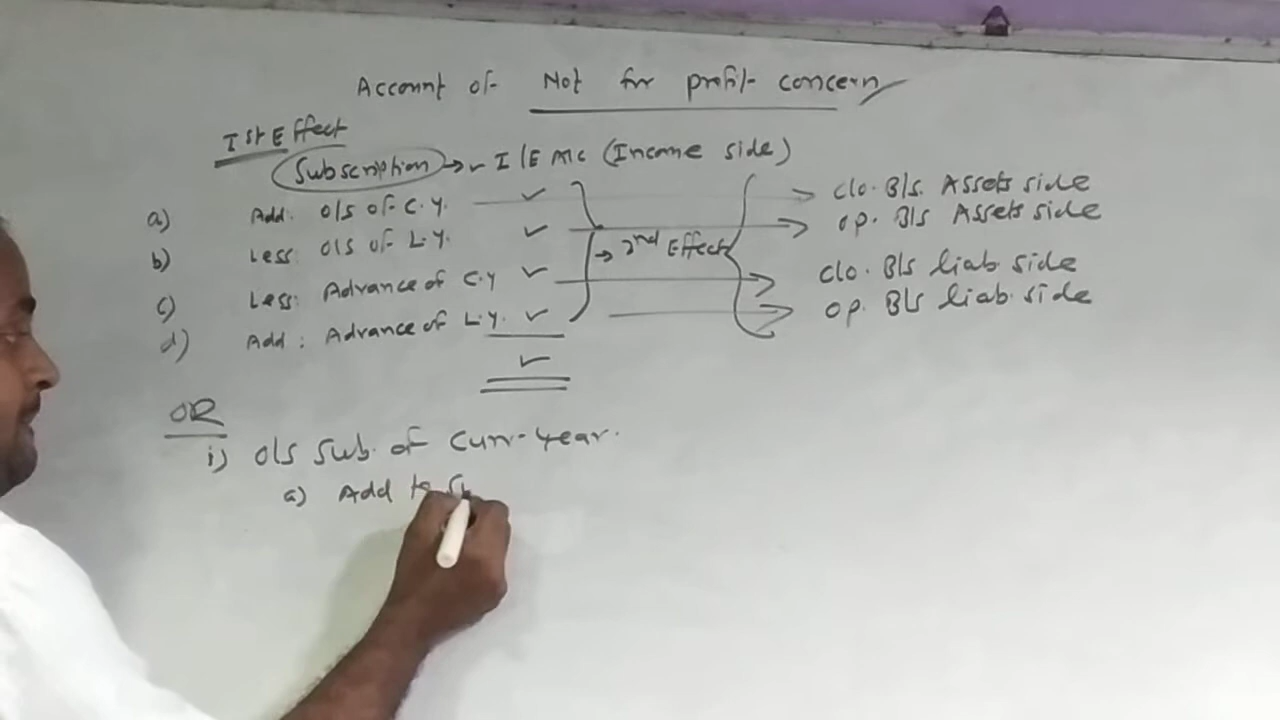 Account of Not for profit concern
Ist Effect
Subscription → I/E A/c (Income side)
a) Add: O/s of C.Y. ✓ clo. B/s. Assets side
b) Less: O/s of L.Y. ✓ op. B/s Assets side
→ 2nd Effect
c) Less: Advance of C.Y ✓ clo. B/s liab side
d) Add: Advance of L.Y. ✓ op. B/s liab. side
✓
OR
i) O/s Sub. of Curr-year.
a) Add to